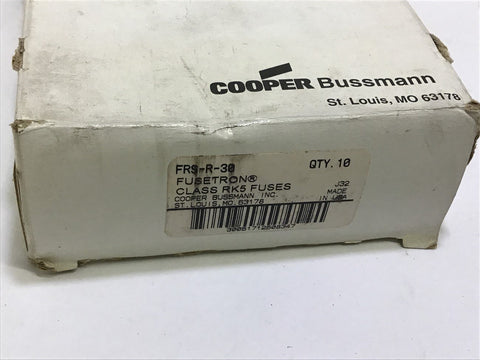 COOPER Bussmann
St. Louis, MO 63178
FRS-R-30 QTY. 10
FUSETRON®
CLASS RK5 FUSES J32
COOPER BUSSMANN INC. MADE
ST. LOUIS, MO 63178 IN USA